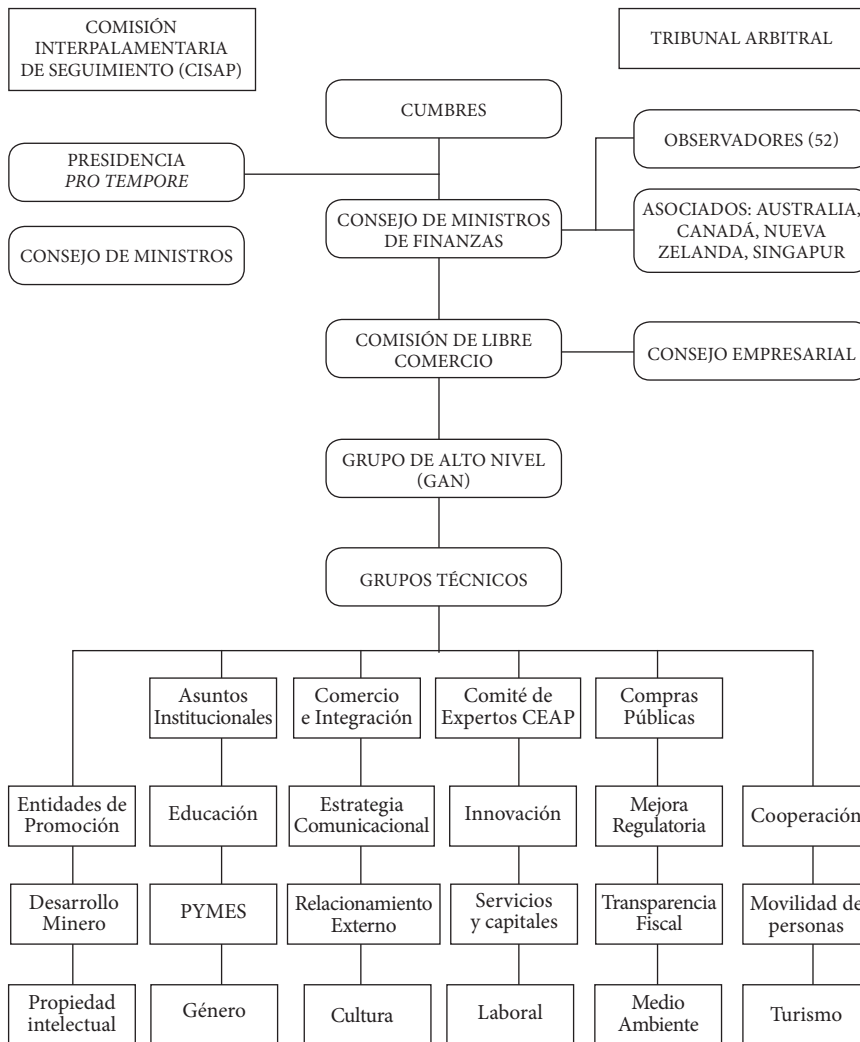 COMISIÓN
INTERPALAMENTARIA
DE SEGUIMIENTO (CISAP)
TRIBUNAL ARBITRAL
CUMBRES
OBSERVADORES (52)
PRESIDENCIA
PRO TEMPORE
CONSEJO DE MINISTROS
DE FINANZAS
ASOCIADOS: AUSTRALIA,
CANADÁ, NUEVA
ZELANDA, SINGAPUR
CONSEJO DE MINISTROS
COMISIÓN DE LIBRE
COMERCIO
CONSEJO EMPRESARIAL
GRUPO DE ALTO NIVEL
(GAN)
GRUPOS TÉCNICOS
Asuntos
Institucionales
Comercio
e Integración
Comité de
Expertos CEAP
Compras
Públicas
Entidades de
Promoción
Educación
Estrategia
Comunicacional
Innovación
Mejora
Regulatoria
Cooperación
Desarrollo
Minero
PYMES
Relacionamiento
Externo
Servicios
y capitales
Transparencia
Fiscal
Movilidad de
personas
Propiedad
intelectual
Género
Cultura
Laboral
Medio
Ambiente
Turismo